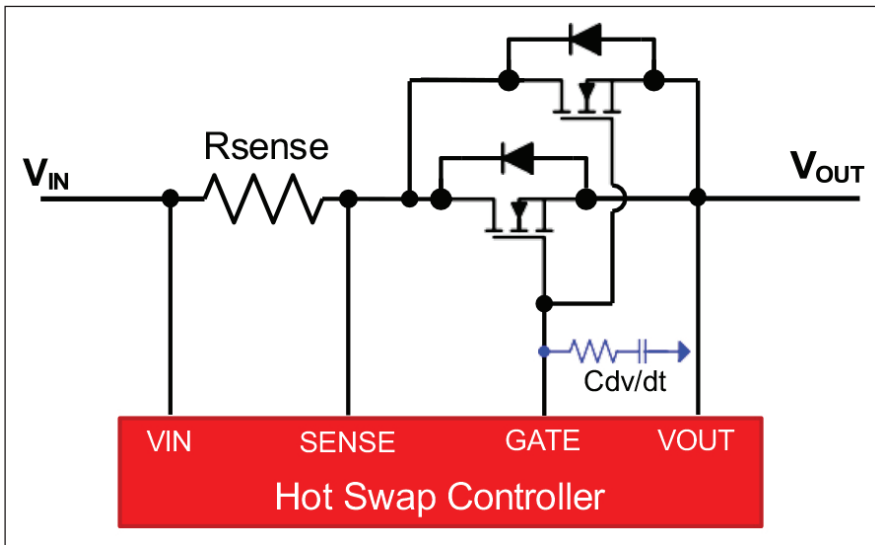 Rsense
VIN
VOUT
Cdv/dt
VIN SENSE GATE VOUT
Hot Swap Controller